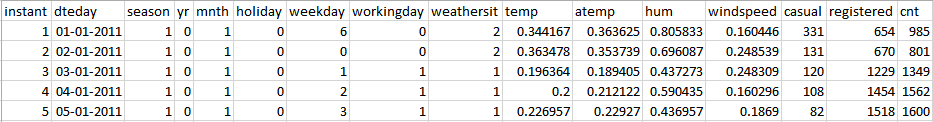 instant dteday season yr mnth holiday weekday workingday weathersit temp atemp hum windspeed casual registered cnt
1 01-01-2011 1 0 1 0 6 0 2 0.344167 0.363625 0.805833 0.160446 331 654 985
2 02-01-2011 1 0 1 0 0 0 2 0.363478 0.353739 0.696087 0.248539 131 670 801
3 03-01-2011 1 0 1 0 1 1 1 0.196364 0.189405 0.437273 0.248309 120 1229 1349
4 04-01-2011 1 0 1 0 2 1 1 0.2 0.212122 0.590435 0.160296 108 1454 1562
5 05-01-2011 1 0 1 0 3 1 1 0.226957 0.22927 0.436957 0.1869 82 1518 1600